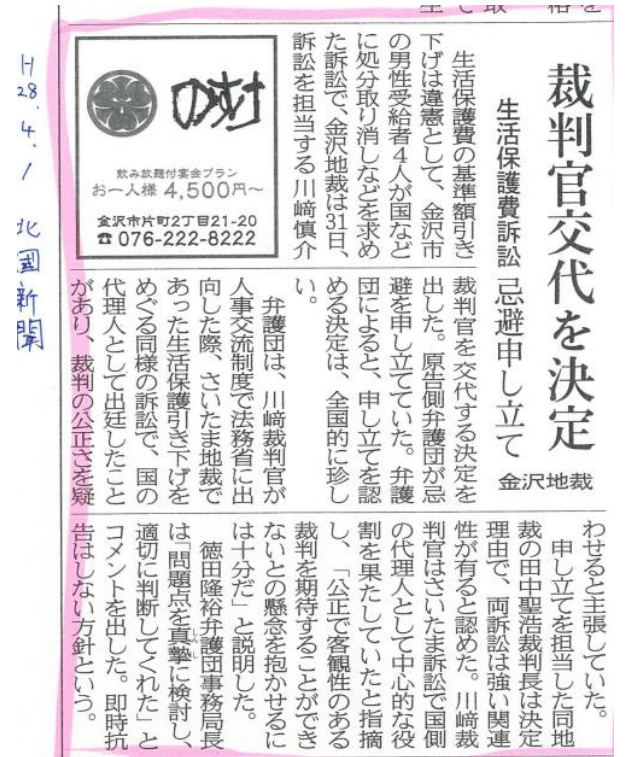 H28.4.1 北國新聞
裁判官交代を決定
生活保護費訴訟 忌避申し立て
金沢地裁
生活保護費の基準額引き
下げは違憲として、金沢市
の男性受給者4人が国など
に処分取り消しなどを求め
た訴訟で、金沢地裁は31日、
訴訟を担当する川﨑慎介
裁判官を交代する決定を
出した。原告側弁護団が忌
避を申し立てていた。弁護
団によると、申し立てを認
める決定は、全国的に珍し
い。
弁護団は、川﨑裁判官が
人事交流制度で法務省に出
向した際、さいたま地裁で
あった生活保護引き下げを
めぐる同様の訴訟で、国の
代理人として出廷したこと
があり、裁判の公正さを疑
わせると主張していた。
申し立てを担当した同地
裁の田中聖浩裁判長は決定
理由で、両訴訟は強い関連
性が有ると認めた。川﨑裁
判官はさいたま訴訟で国側
の代理人として中心的な役
割を果たしていたと指摘
し、「公正で客観性のある
裁判を期待することができ
ないとの懸念を抱かせるに
は十分だ」と説明した。
徳田隆裕弁護団事務局長
は「問題点を真摯に検討し、
適切に判断してくれた」と
コメントを出した。即時抗
告はしない方針という。
飲み放題付宴会プラン
お一人様 4,500円〜
金沢市片町2丁目21-20
☎ 076-222-8222